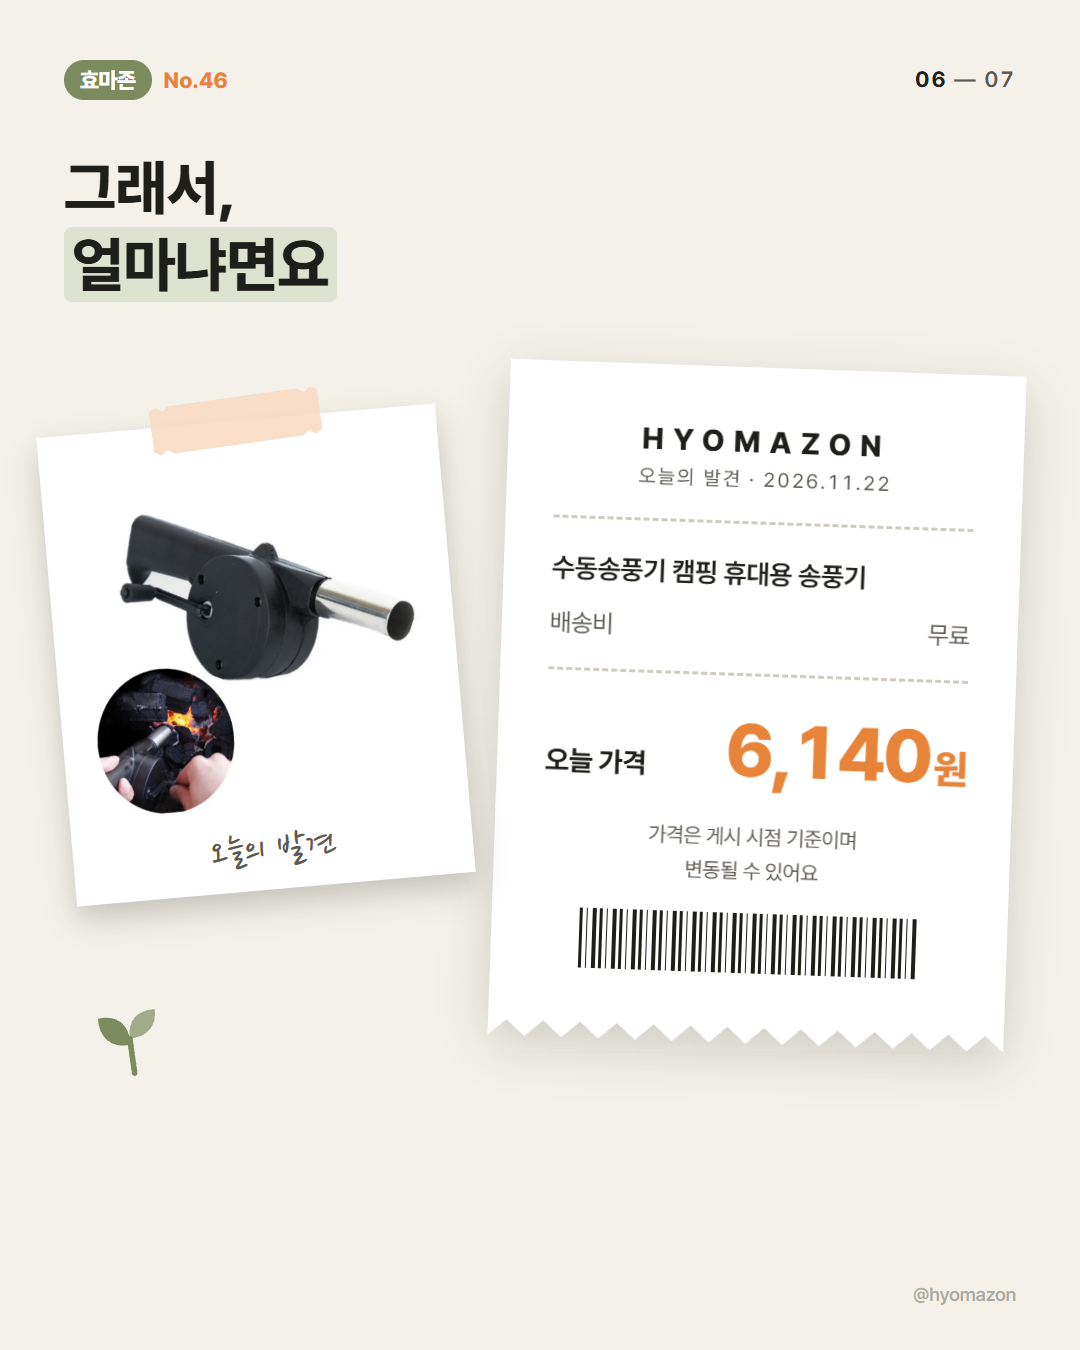 효마존 No.46
06 — 07
그래서,
얼마냐면요
오늘의 발견
HYOMAZON
오늘의 발견 · 2026.11.22
수동송풍기 캠핑 휴대용 송풍기
배송비 무료
오늘 가격 6,140원
가격은 게시 시점 기준이며
변동될 수 있어요
@hyomazon